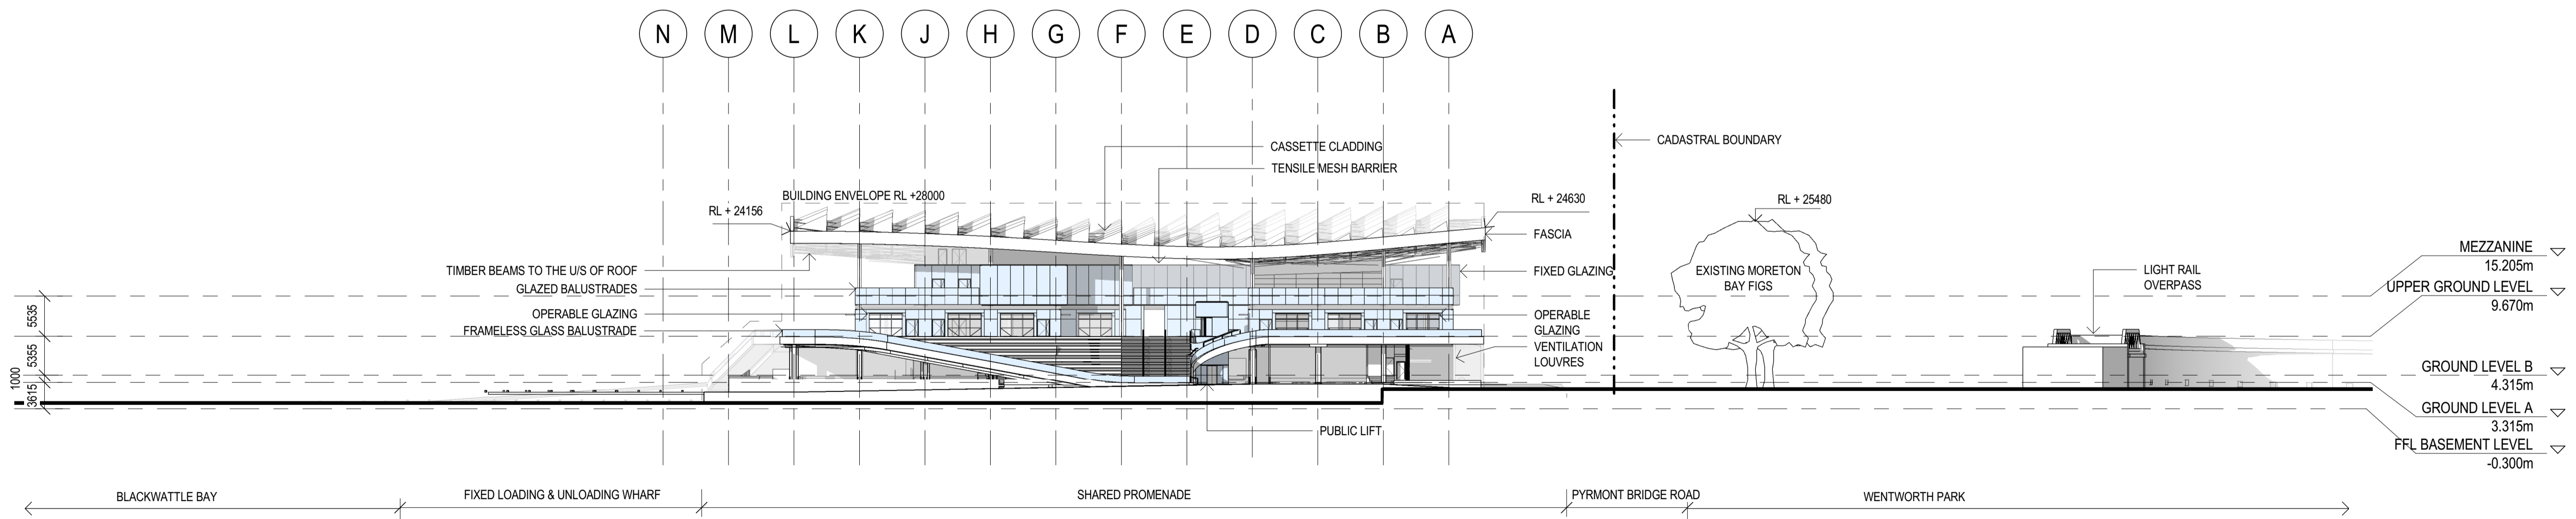 N M L K J H G F E D C B A
CADASTRAL BOUNDARY
CASSETTE CLADDING
TENSILE MESH BARRIER
BUILDING ENVELOPE RL +28000
RL + 24156
RL + 24630
RL + 25480
FASCIA
TIMBER BEAMS TO THE U/S OF ROOF
GLAZED BALUSTRADES
OPERABLE GLAZING
FRAMELESS GLASS BALUSTRADE
FIXED GLAZING
OPERABLE
GLAZING
VENTILATION
LOUVRES
EXISTING MORETON
BAY FIGS
LIGHT RAIL
OVERPASS
MEZZANINE
15.205m
UPPER GROUND LEVEL
9.670m
GROUND LEVEL B
4.315m
GROUND LEVEL A
3.315m
FFL BASEMENT LEVEL
-0.300m
5535
5355
1000
3615
PUBLIC LIFT
BLACKWATTLE BAY
FIXED LOADING & UNLOADING WHARF
SHARED PROMENADE
PYRMONT BRIDGE ROAD
WENTWORTH PARK